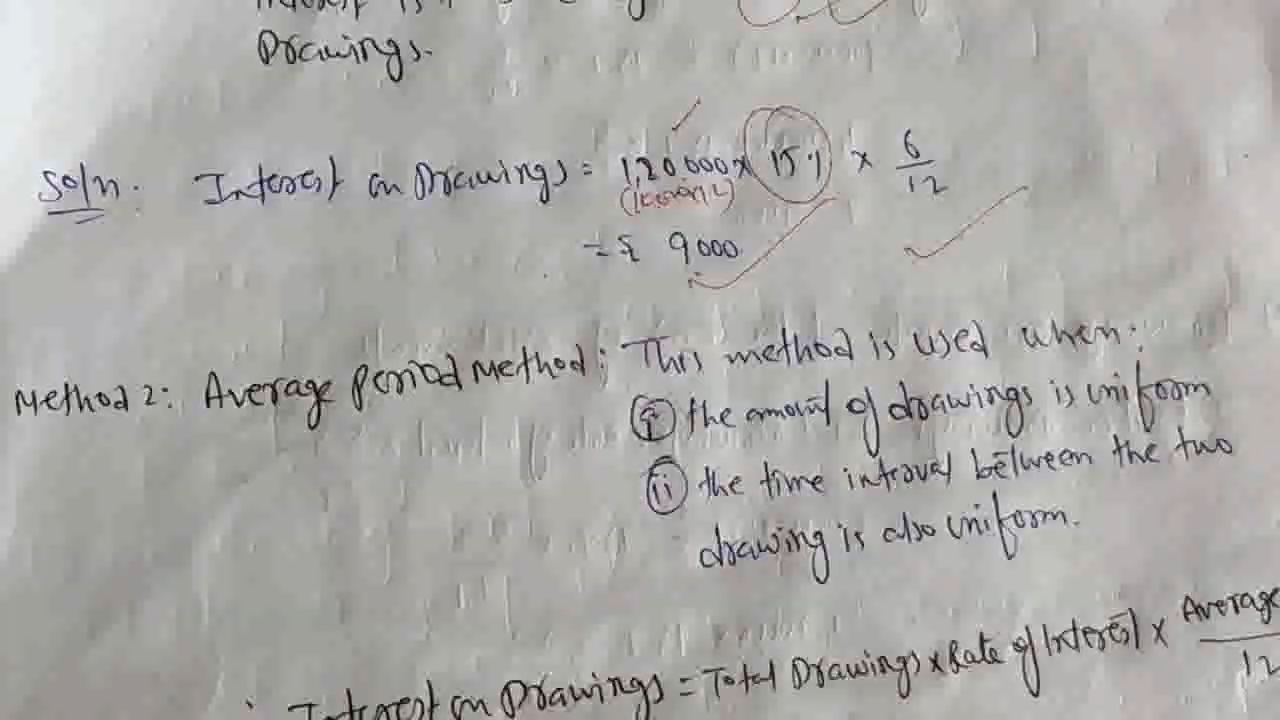 Drawings.
Soln: Interest on Drawings = 1,20,000 x 15% x 6/12
(10,000x12)
= ₹ 9000
Method 2: Average Period Method: This method is used when:
(i) the amount of drawings is uniform
(ii) the time interval between the two
drawing is also uniform.
Interest on Drawings = Total Drawings x Rate of Interest x Average
12